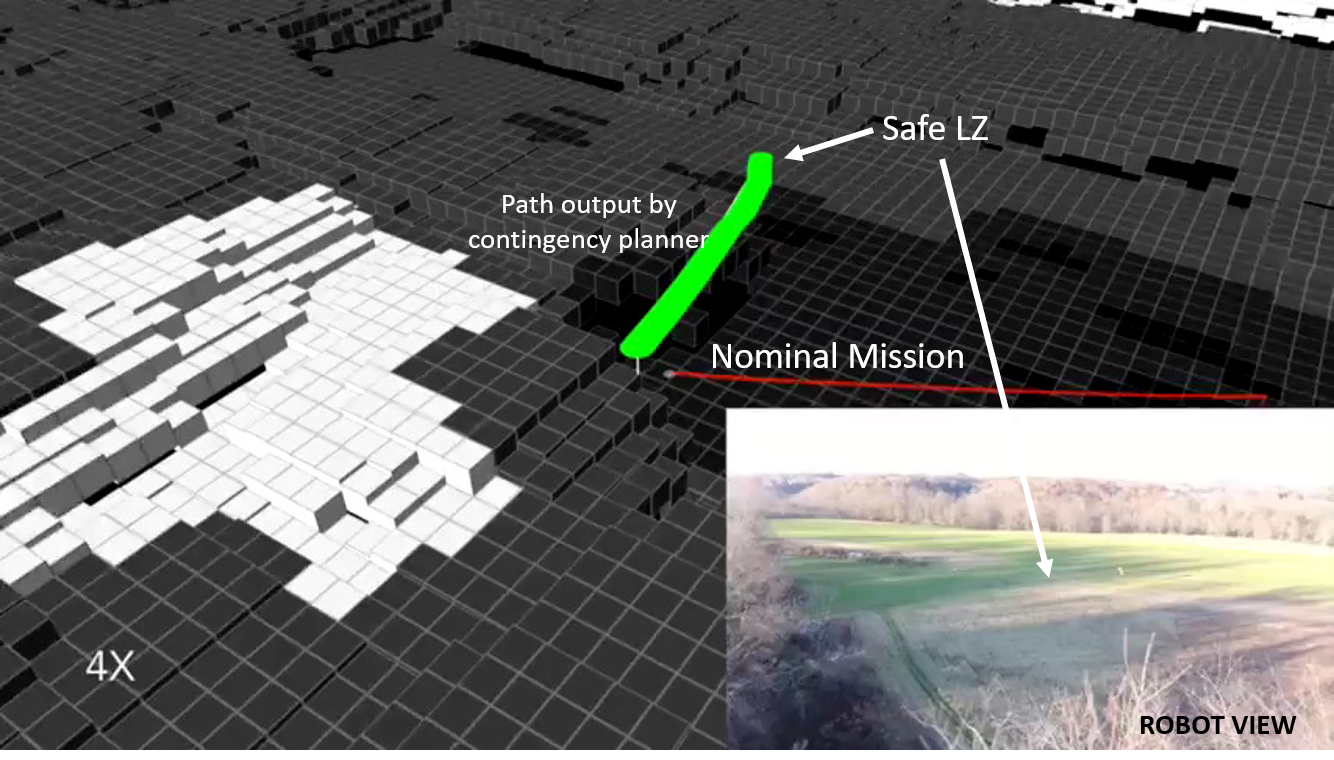 Safe LZ
Path output by
contingency planner
Nominal Mission
4X
ROBOT VIEW